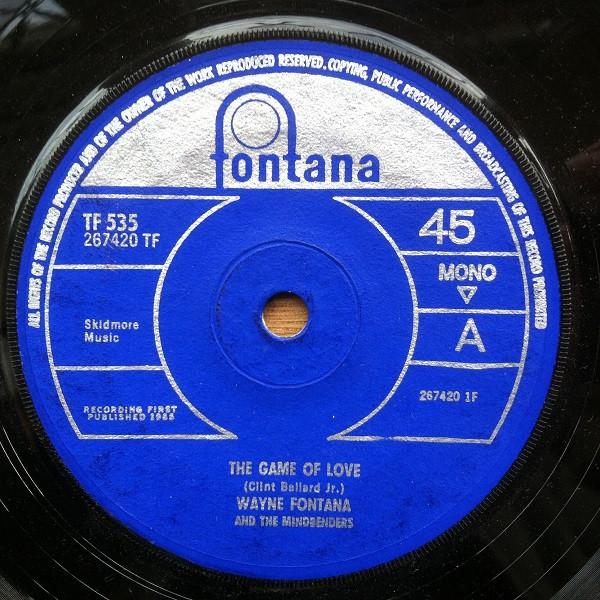 ALL RIGHTS OF THE RECORD PRODUCER AND OF THE OWNER OF THE WORK REPRODUCED RESERVED. COPYING, PUBLIC PERFORMANCE AND BROADCASTING OF THIS RECORD PROHIBITED
fontana
TF 535
267420 TF
45
MONO
A
Skidmore
Music
267420 1F
RECORDING FIRST
PUBLISHED 1965
THE GAME OF LOVE
(Clint Ballard Jr.)
WAYNE FONTANA
AND THE MINDBENDERS